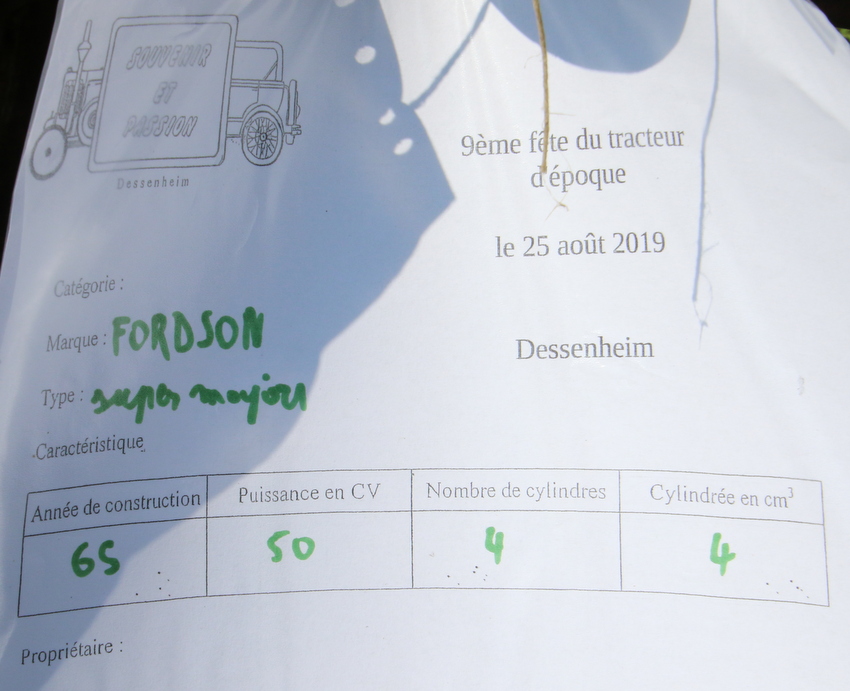 SOUVENIR
ET
PASSION
Dessenheim
9ème fête du tracteur
d'époque
le 25 août 2019
Dessenheim
Catégorie :
Marque : FORDSON
Type : super major
Caractéristique
Année de construction Puissance en CV Nombre de cylindres Cylindrée en cm³
65 50 4 4
Propriétaire :